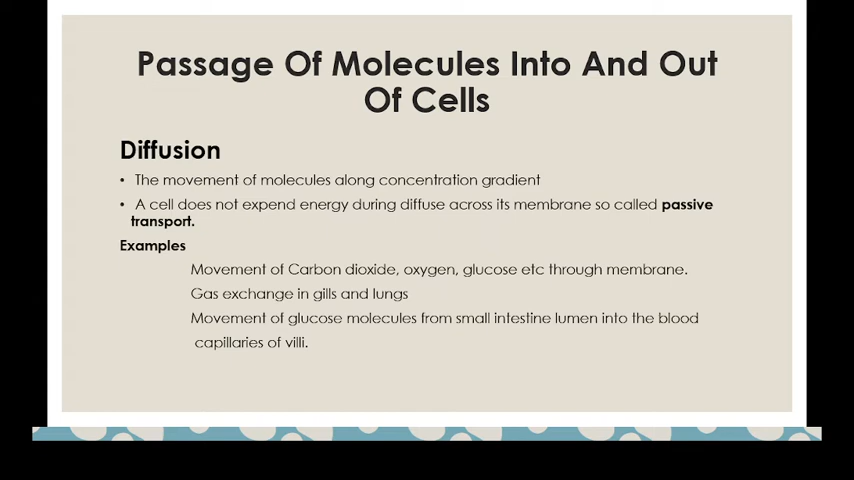 Passage Of Molecules Into And Out
Of Cells
Diffusion
• The movement of molecules along concentration gradient
• A cell does not expend energy during diffuse across its membrane so called passive
transport.
Examples
Movement of Carbon dioxide, oxygen, glucose etc through membrane.
Gas exchange in gills and lungs
Movement of glucose molecules from small intestine lumen into the blood
capillaries of villi.